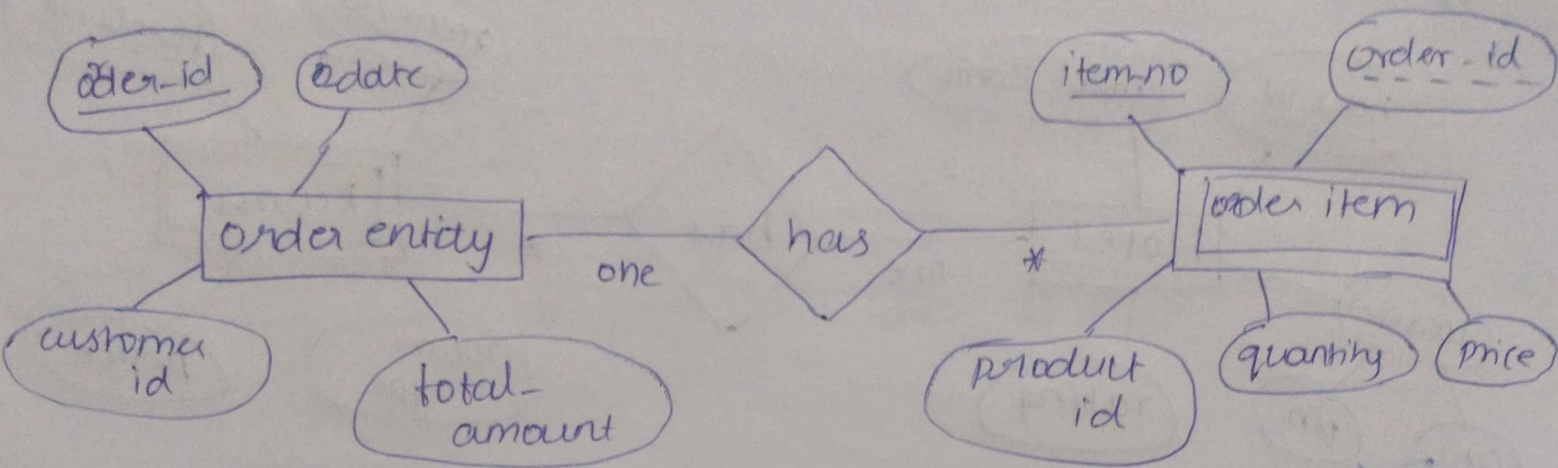 order-id
odate
item-no
order-id
order entity
one
has
*
order item
customer
id
total-
amount
product
id
quantity
price